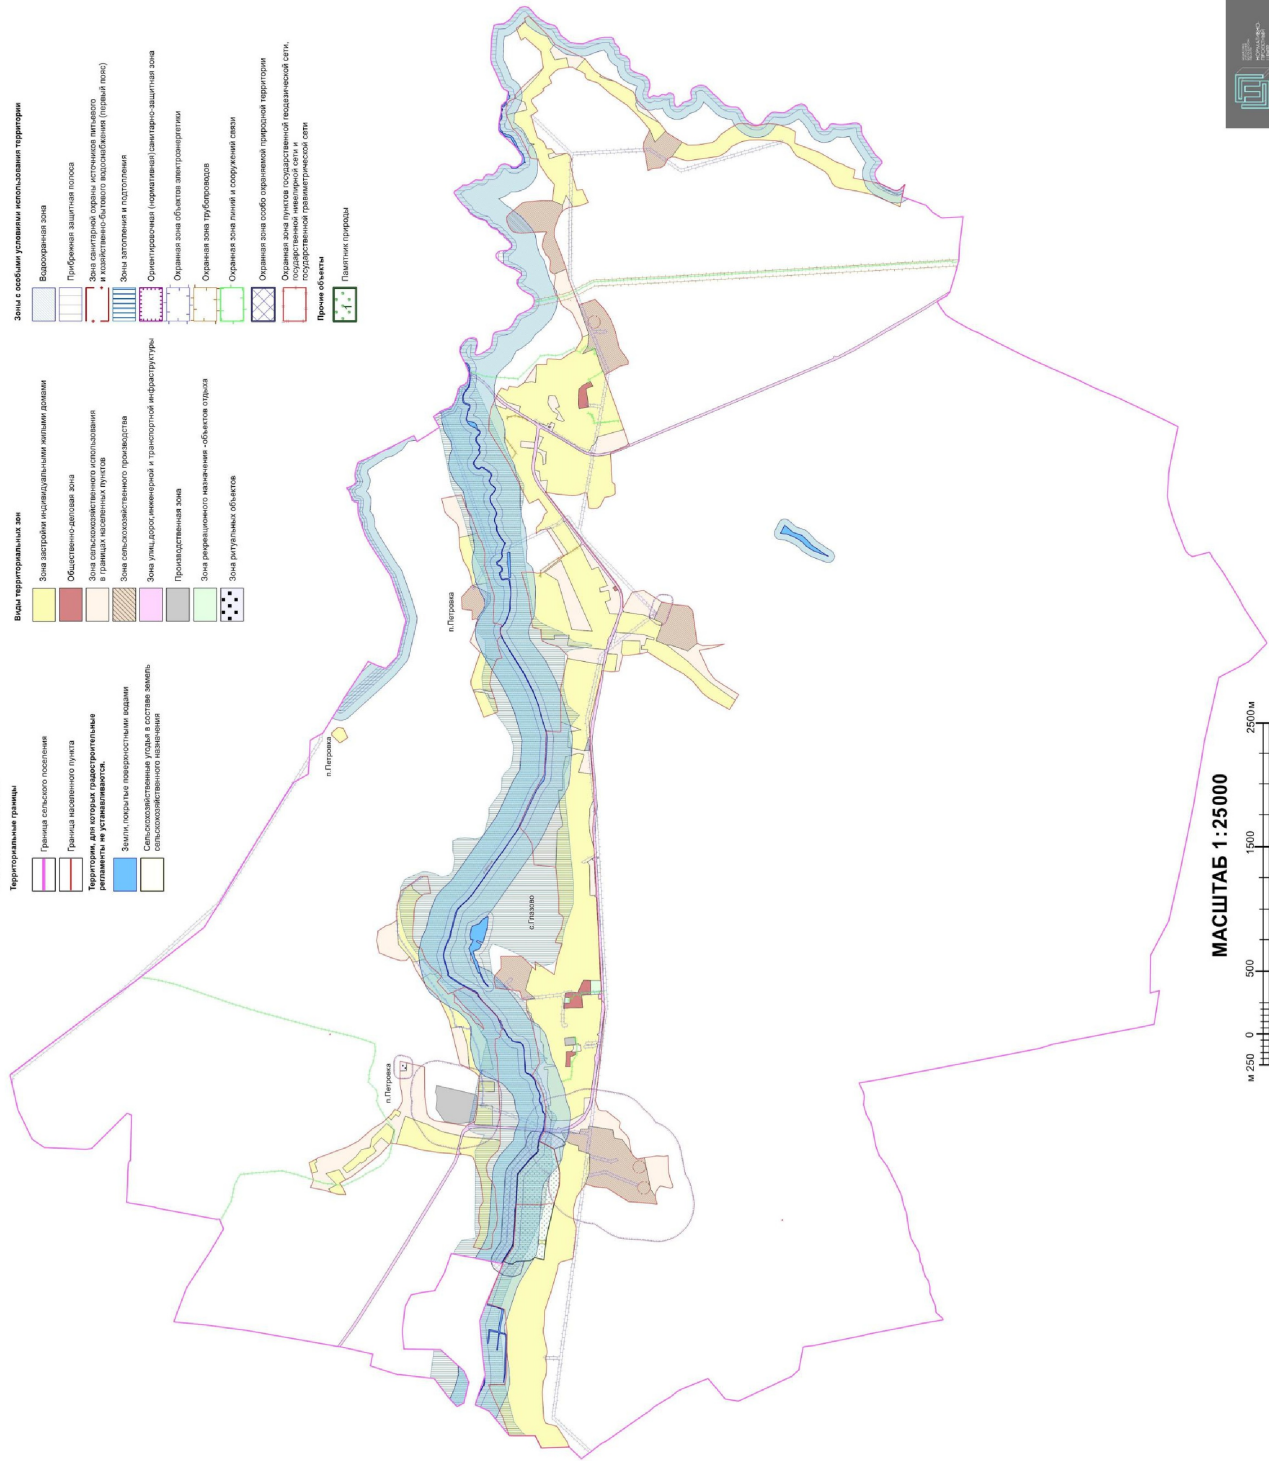 Территориальные границы
Граница сельского поселения
Граница населенного пункта
Территории, для которых градостроительные
регламенты не устанавливаются.
Земли, покрытые поверхностными водами
Сельскохозяйственные угодья в составе земель
сельскохозяйственного назначения
Виды территориальных зон
Зона застройки индивидуальными жилыми домами
Общественно-деловая зона
Зона сельскохозяйственного использования
в границах населенных пунктов
Зона сельскохозяйственного производства
Зона улиц, дорог, инженерной и транспортной инфраструктуры
Производственная зона
Зона рекреационного назначения - объектов отдыха
Зона ритуальных объектов
Зоны с особыми условиями использования территории
Водоохранная зона
Прибрежная защитная полоса
Зона санитарной охраны источников питьевого
и хозяйственно-бытового водоснабжения (первый пояс)
Зоны затопления и подтопления
Ориентировочная (нормативная) санитарно-защитная зона
Охранная зона объектов электроэнергетики
Охранная зона трубопроводов
Охранная зона линий и сооружений связи
Охранная зона особо охраняемой природной территории
Охранная зона пунктов государственной геодезической сети,
государственной нивелирной сети и
государственной гравиметрической сети
Прочие объекты
Памятник природы
п.Петровка
п.Петровка
п.Петровка
с.Глазово
МАСШТАБ 1:25000
м 250 0 500 1500 2500м